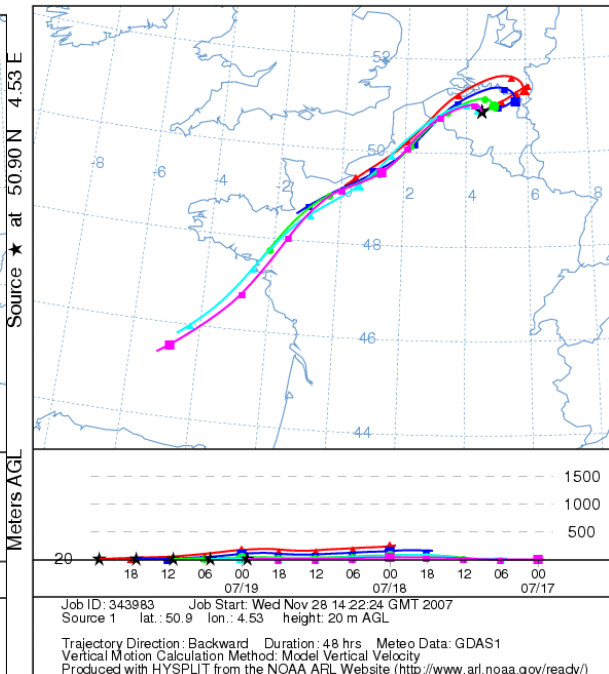 Source ★ at 50.90 N 4.53 E
52
-8
-6
50
-4
-2
2
6
8
48
4
2
46
-2
44
Meters AGL
1500
1000
500
20
18 12 06 00 18 12 06 00 18 12 06 00
07/19 07/18 07/17
Job ID: 343983 Job Start: Wed Nov 28 14:22:24 GMT 2007
Source 1 lat.: 50.9 lon.: 4.53 height: 20 m AGL
Trajectory Direction: Backward Duration: 48 hrs Meteo Data: GDAS1
Vertical Motion Calculation Method: Model Vertical Velocity
Produced with HYSPLIT from the NOAA ARL Website (http://www.arl.noaa.gov/ready/)